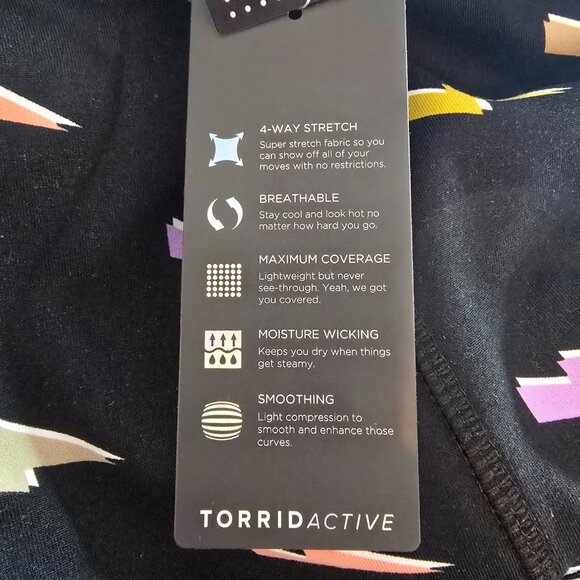 4-WAY STRETCH
Super stretch fabric so you
can show off all of your
moves with no restrictions.
BREATHABLE
Stay cool and look hot no
matter how hard you go.
MAXIMUM COVERAGE
Lightweight but never
see-through. Yeah, we got
you covered.
MOISTURE WICKING
Keeps you dry when things
get steamy.
SMOOTHING
Light compression to
smooth and enhance those
curves.
TORRIDACTIVE